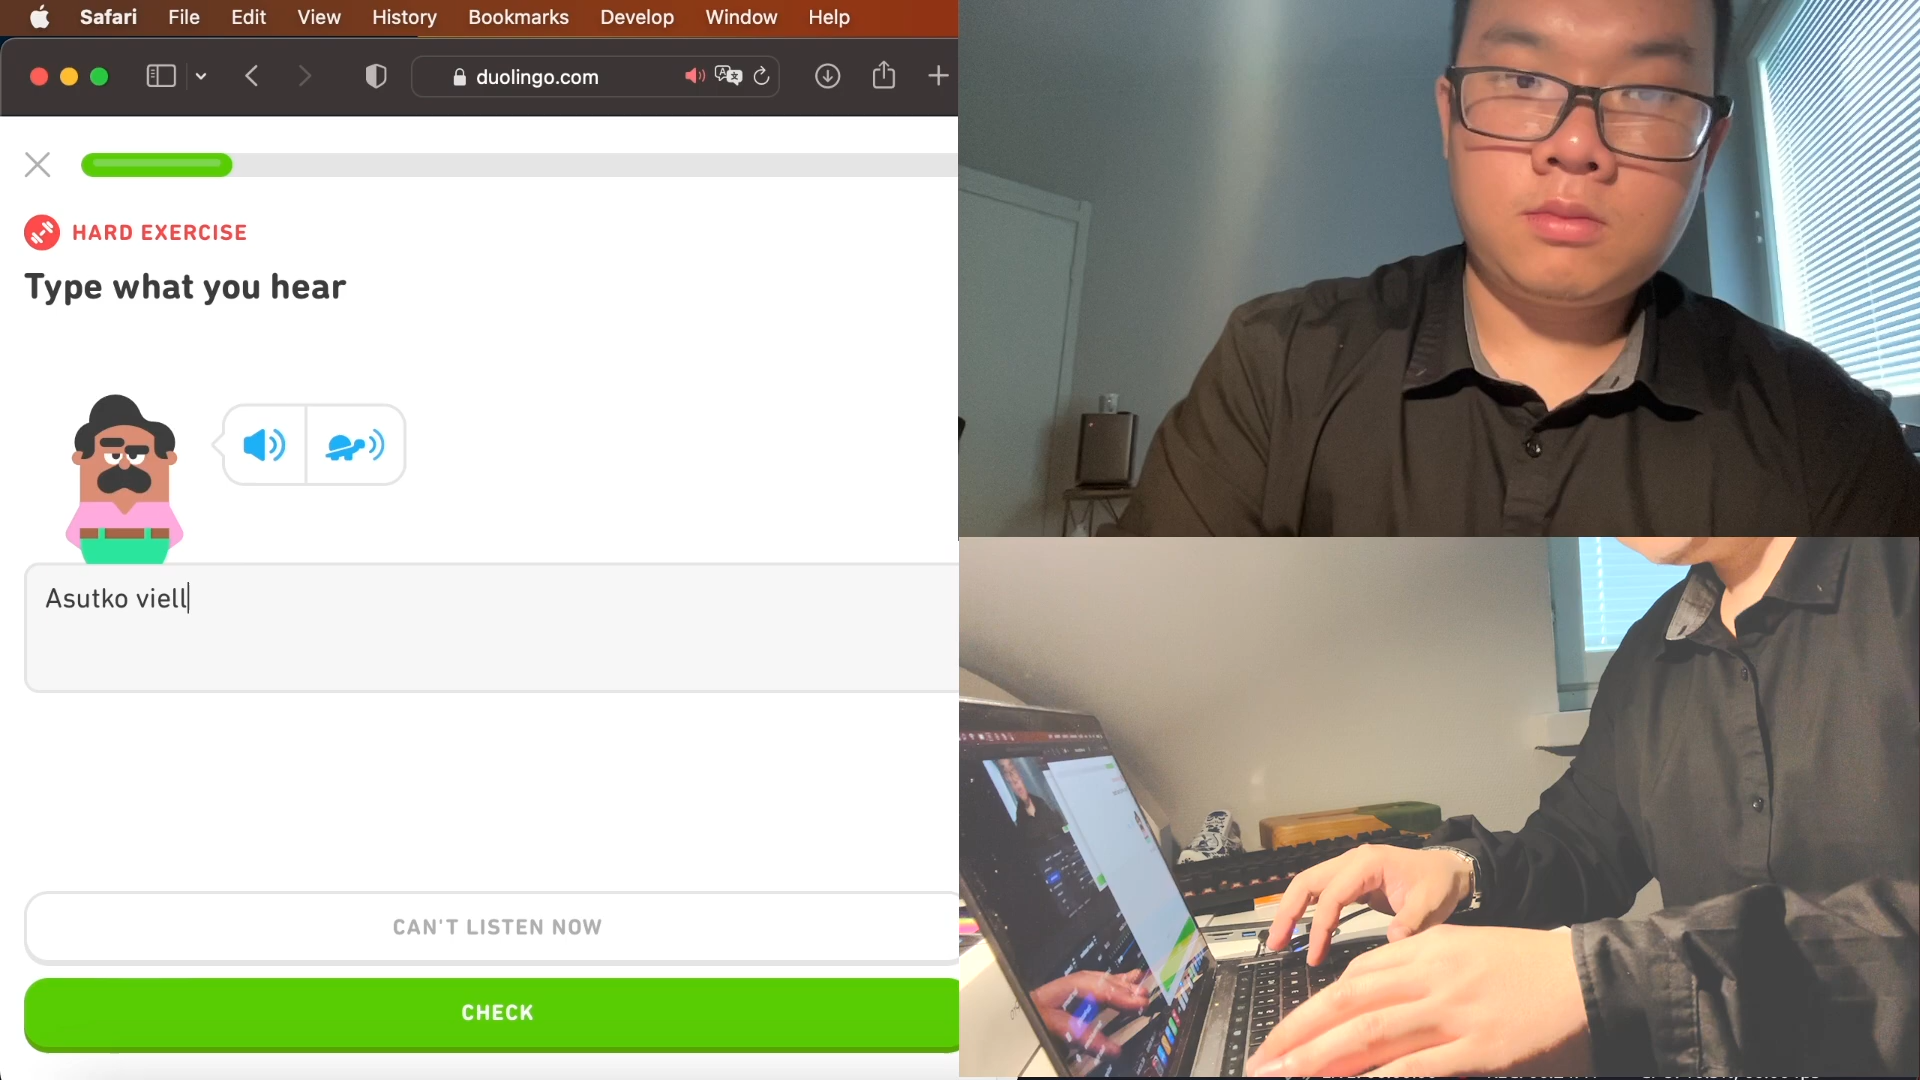 Safari File Edit View History Bookmarks Develop Window Help
duolingo.com
HARD EXERCISE
Type what you hear
Asutko viell
CAN'T LISTEN NOW
CHECK